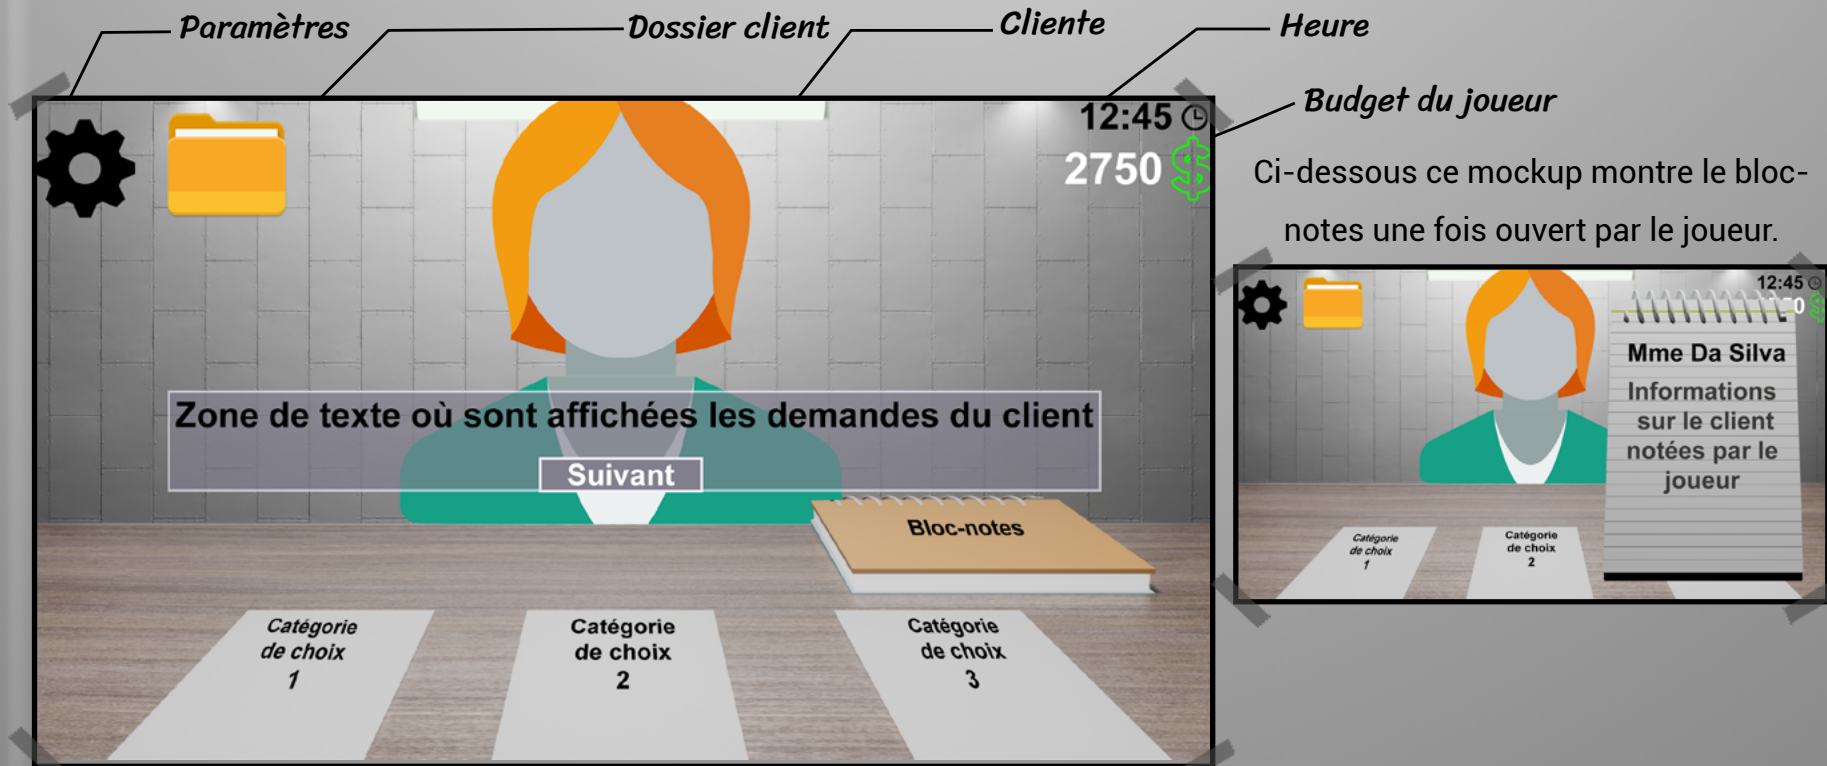 Paramètres
Dossier client
Cliente
Heure
Budget du joueur
12:45
2750
Zone de texte où sont affichées les demandes du client
Suivant
Bloc-notes
Catégorie
de choix
1
Catégorie
de choix
2
Catégorie
de choix
3
Ci-dessous ce mockup montre le bloc-
notes une fois ouvert par le joueur.
12:45
0
Mme Da Silva
Informations
sur le client
notées par le
joueur
Catégorie
de choix
1
Catégorie
de choix
2